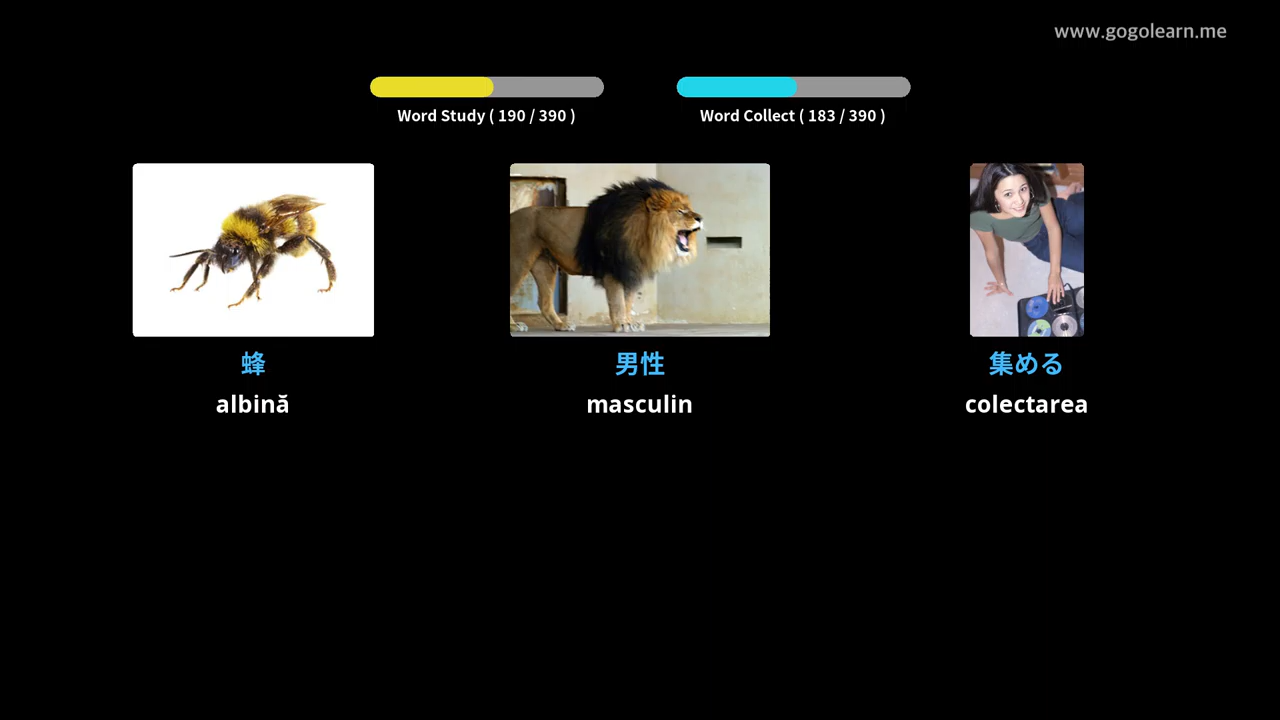 www.gogolearn.me
Word Study ( 190 / 390 )
Word Collect ( 183 / 390 )
蜂
albină
男性
masculin
集める
colectarea